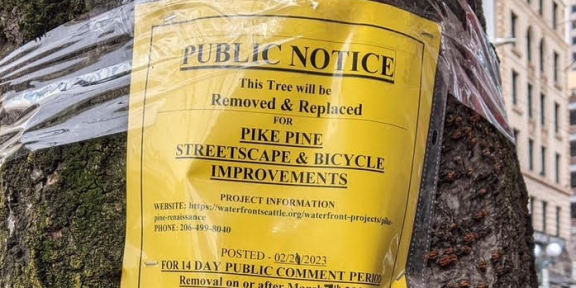 PUBLIC NOTICE
This Tree will be
Removed & Replaced
FOR
PIKE PINE
STREETSCAPE & BICYCLE
IMPROVEMENTS
PROJECT INFORMATION
WEBSITE: https://waterfrontseattle.org/waterfront-projects/pike-
pine-renaissance
PHONE: 206-499-8040
POSTED - /2023
FOR 14 DAY PUBLIC COMMENT PERIOD
Removal on or after March